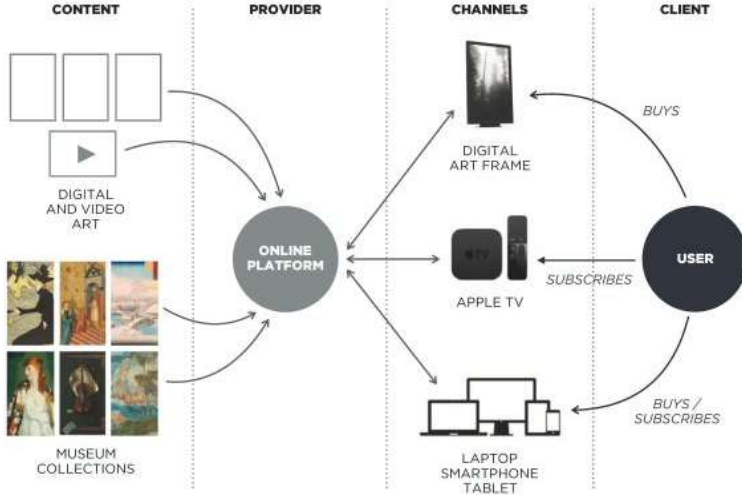 CONTENT
PROVIDER
CHANNELS
CLIENT
DIGITAL
AND VIDEO
ART
MUSEUM
COLLECTIONS
ONLINE
PLATFORM
DIGITAL
ART FRAME
tv
APPLE TV
LAPTOP
SMARTPHONE
TABLET
BUYS
SUBSCRIBES
BUYS /
SUBSCRIBES
USER